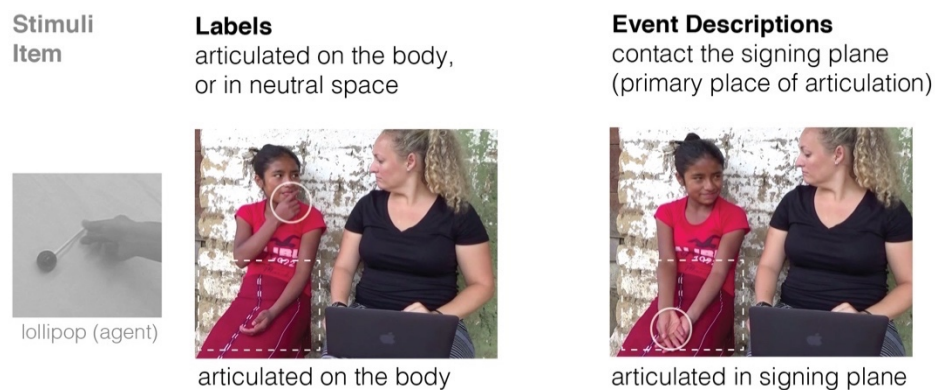 Stimuli
Item
Labels
articulated on the body,
or in neutral space
Event Descriptions
contact the signing plane
(primary place of articulation)
lollipop (agent)
articulated on the body
articulated in signing plane